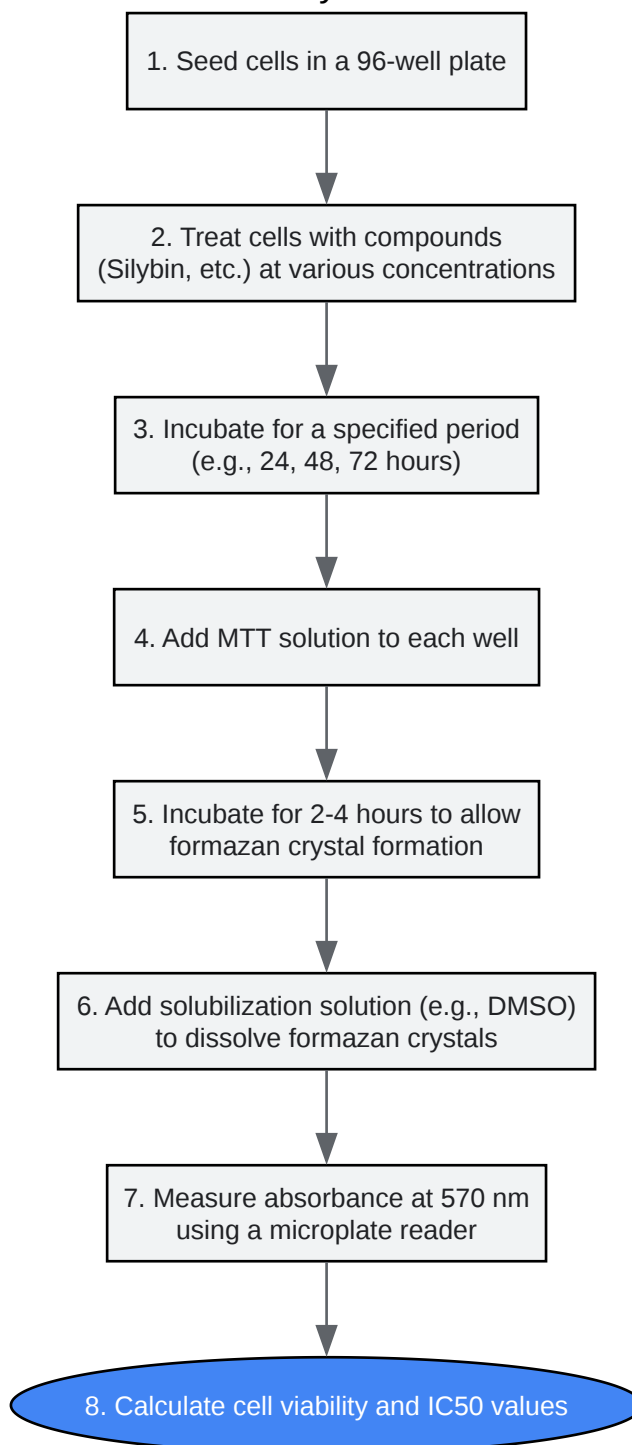 1. Seed cells in a 96-well plate
2. Treat cells with compounds
(Silybin, etc.) at various concentrations
3. Incubate for a specified period
(e.g., 24, 48, 72 hours)
4. Add MTT solution to each well
5. Incubate for 2-4 hours to allow
formazan crystal formation
6. Add solubilization solution (e.g., DMSO)
to dissolve formazan crystals
7. Measure absorbance at 570 nm
using a microplate reader
8. Calculate cell viability and IC50 values